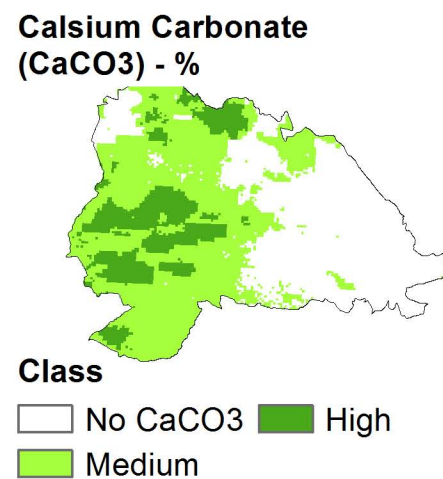 Calsium Carbonate
(CaCO3) - %
Class
No CaCO3
High
Medium